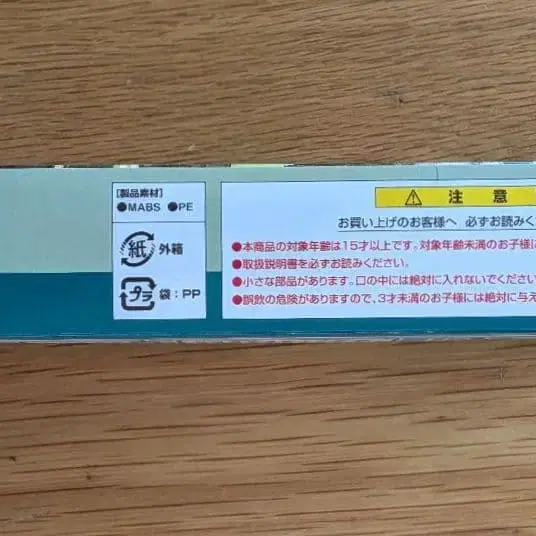 [製品素材]
●MABS ●PE
紙 外箱
プラ 袋：PP
⚠ 注意
お買い上げのお客様へ 必ずお読みく
●本商品の対象年齢は15才以上です。対象年齢未満のお子様に
●取扱説明書を必ずお読みください。
●小さな部品があります。口の中には絶対に入れないでください
●誤飲の危険がありますので、3才未満のお子様には絶対に与え